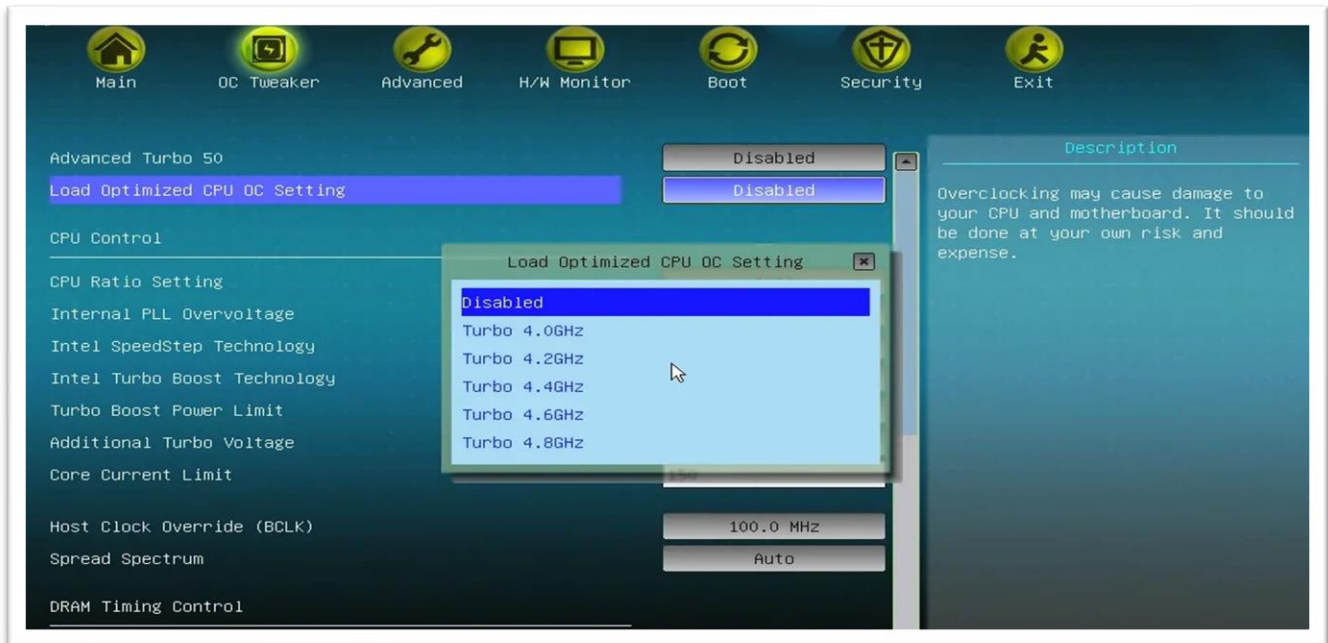 Main
OC Tweaker
Advanced
H/W Monitor
Boot
Security
Exit
Advanced Turbo 50
Disabled
Load Optimized CPU OC Setting
Disabled
CPU Control
CPU Ratio Setting
Internal PLL Overvoltage
Intel SpeedStep Technology
Intel Turbo Boost Technology
Turbo Boost Power Limit
Additional Turbo Voltage
Core Current Limit
Host Clock Override (BCLK)
100.0 MHz
Spread Spectrum
Auto
DRAM Timing Control
Load Optimized CPU OC Setting
Disabled
Turbo 4.0GHz
Turbo 4.2GHz
Turbo 4.4GHz
Turbo 4.6GHz
Turbo 4.8GHz
Description
Overclocking may cause damage to
your CPU and motherboard. It should
be done at your own risk and
expense.